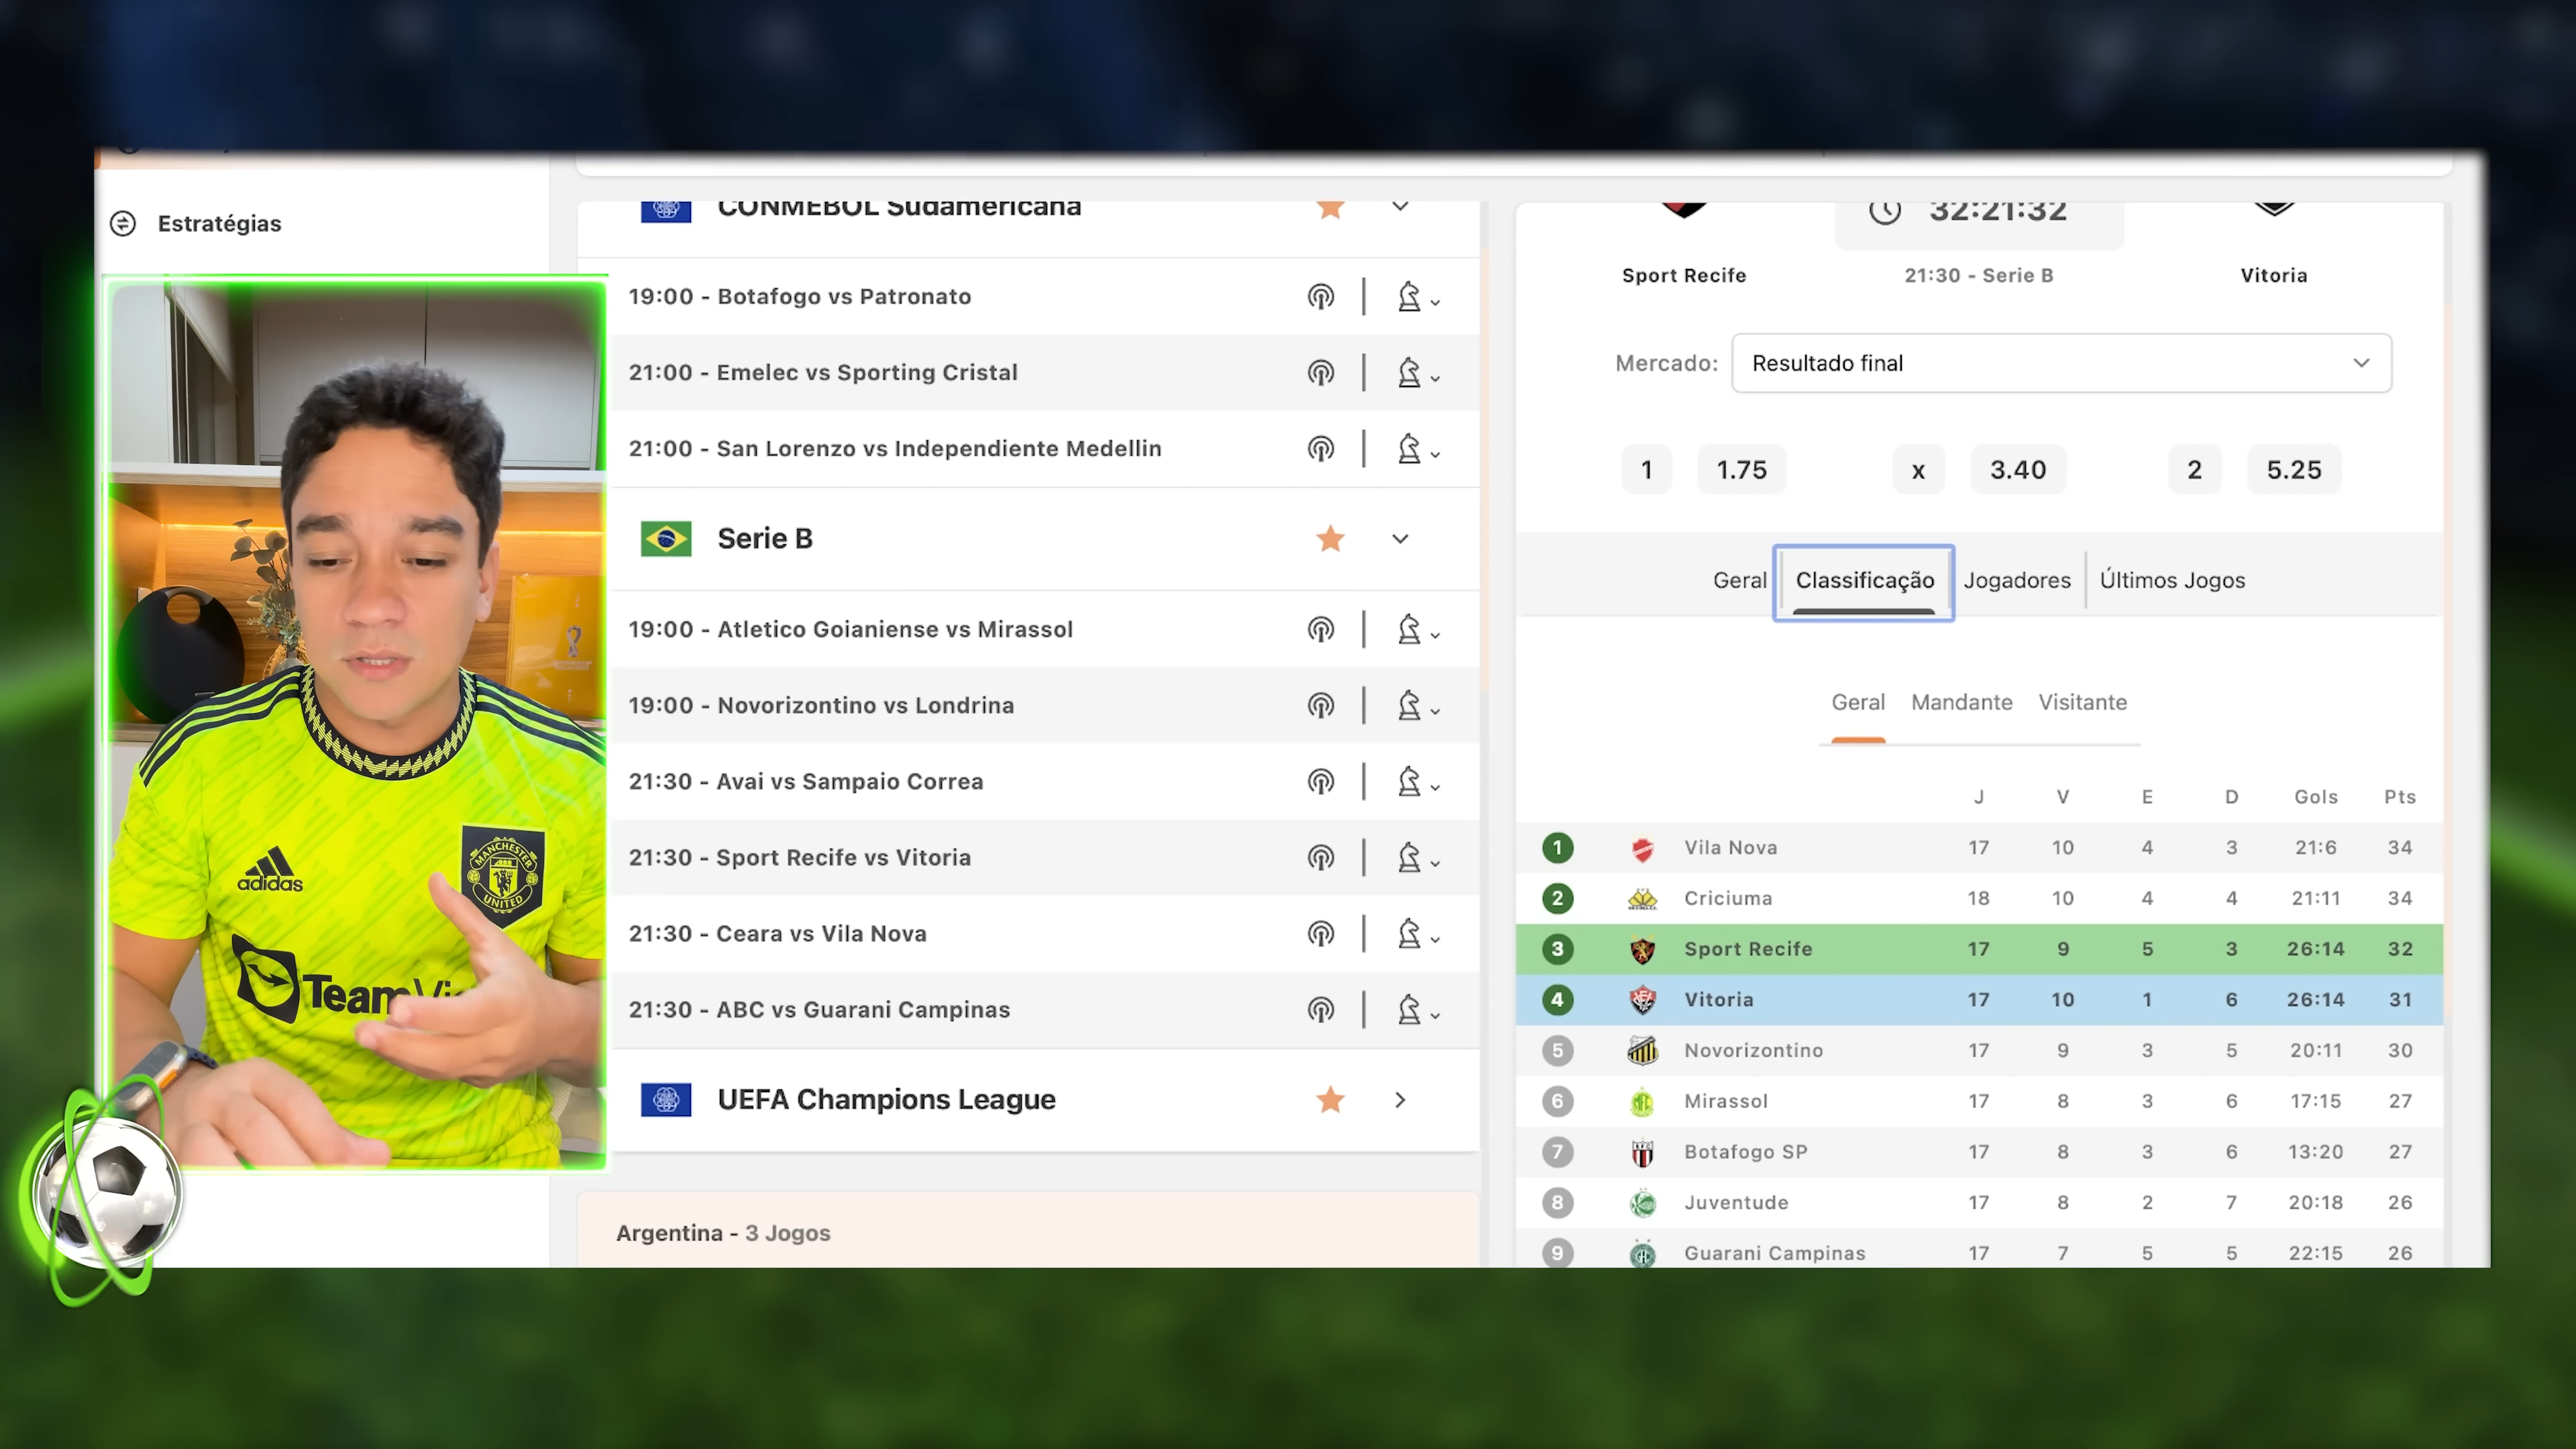 Estratégias
CONMEBOL Sudamericana
19:00 - Botafogo vs Patronato
21:00 - Emelec vs Sporting Cristal
21:00 - San Lorenzo vs Independiente Medellin
Serie B
19:00 - Atletico Goianiense vs Mirassol
19:00 - Novorizontino vs Londrina
21:30 - Avai vs Sampaio Correa
21:30 - Sport Recife vs Vitoria
21:30 - Ceara vs Vila Nova
21:30 - ABC vs Guarani Campinas
UEFA Champions League
Argentina - 3 Jogos
32:21:32
Sport Recife 21:30 - Serie B Vitoria
Mercado: Resultado final
1 1.75 x 3.40 2 5.25
Geral Classificação Jogadores Últimos Jogos
Geral Mandante Visitante
J V E D Gols Pts
1 Vila Nova 17 10 4 3 21:6 34
2 Criciuma 18 10 4 4 21:11 34
3 Sport Recife 17 9 5 3 26:14 32
4 Vitoria 17 10 1 6 26:14 31
5 Novorizontino 17 9 3 5 20:11 30
6 Mirassol 17 8 3 6 17:15 27
7 Botafogo SP 17 8 3 6 13:20 27
8 Juventude 17 8 2 7 20:18 26
9 Guarani Campinas 17 7 5 5 22:15 26
adidas
MANCHESTER
UNITED
TeamVi